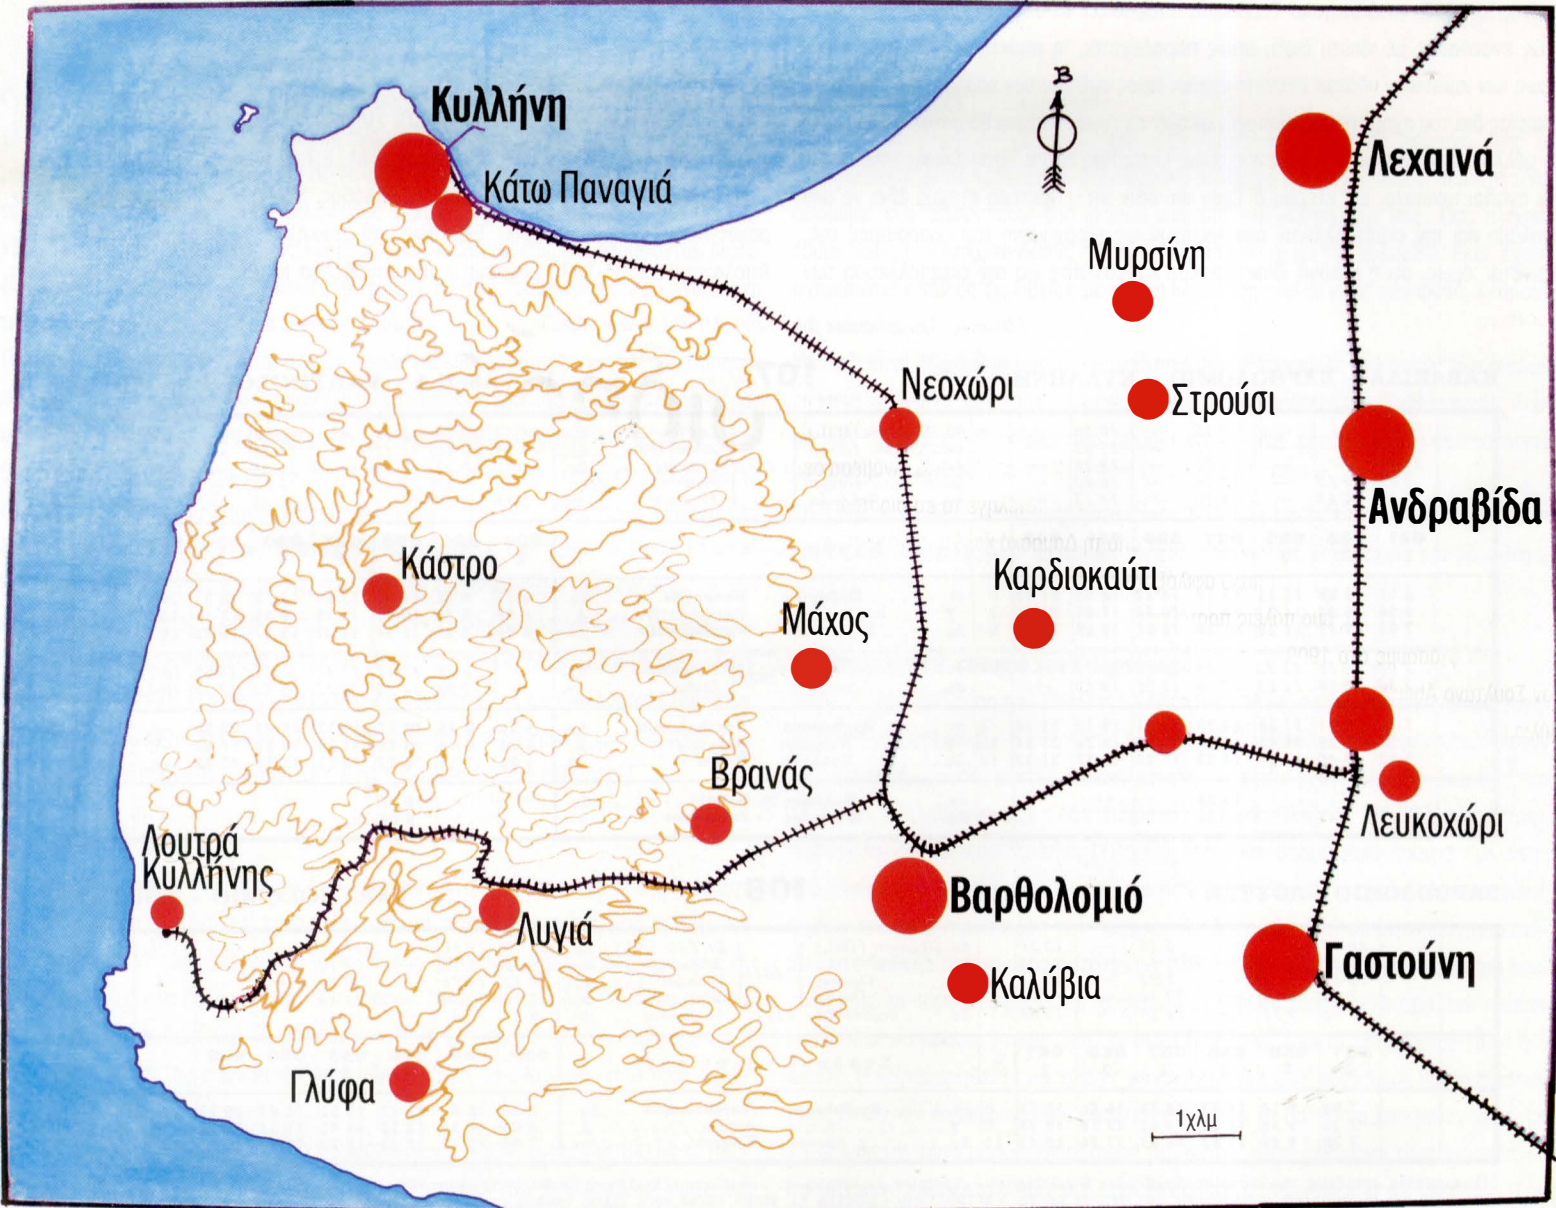 Κυλλήνη
Β
Λεχαινά
Κάτω Παναγιά
Μυρσίνη
Νεοχώρι
Στρούσι
Ανδραβίδα
Κάστρο
Καρδιοκαύτι
Μάχος
Βρανάς
Λευκοχώρι
Λουτρά
Κυλλήνης
Βαρθολομιό
Λυγιά
Γαστούνη
Καλύβια
Γλύφα
1χλμ